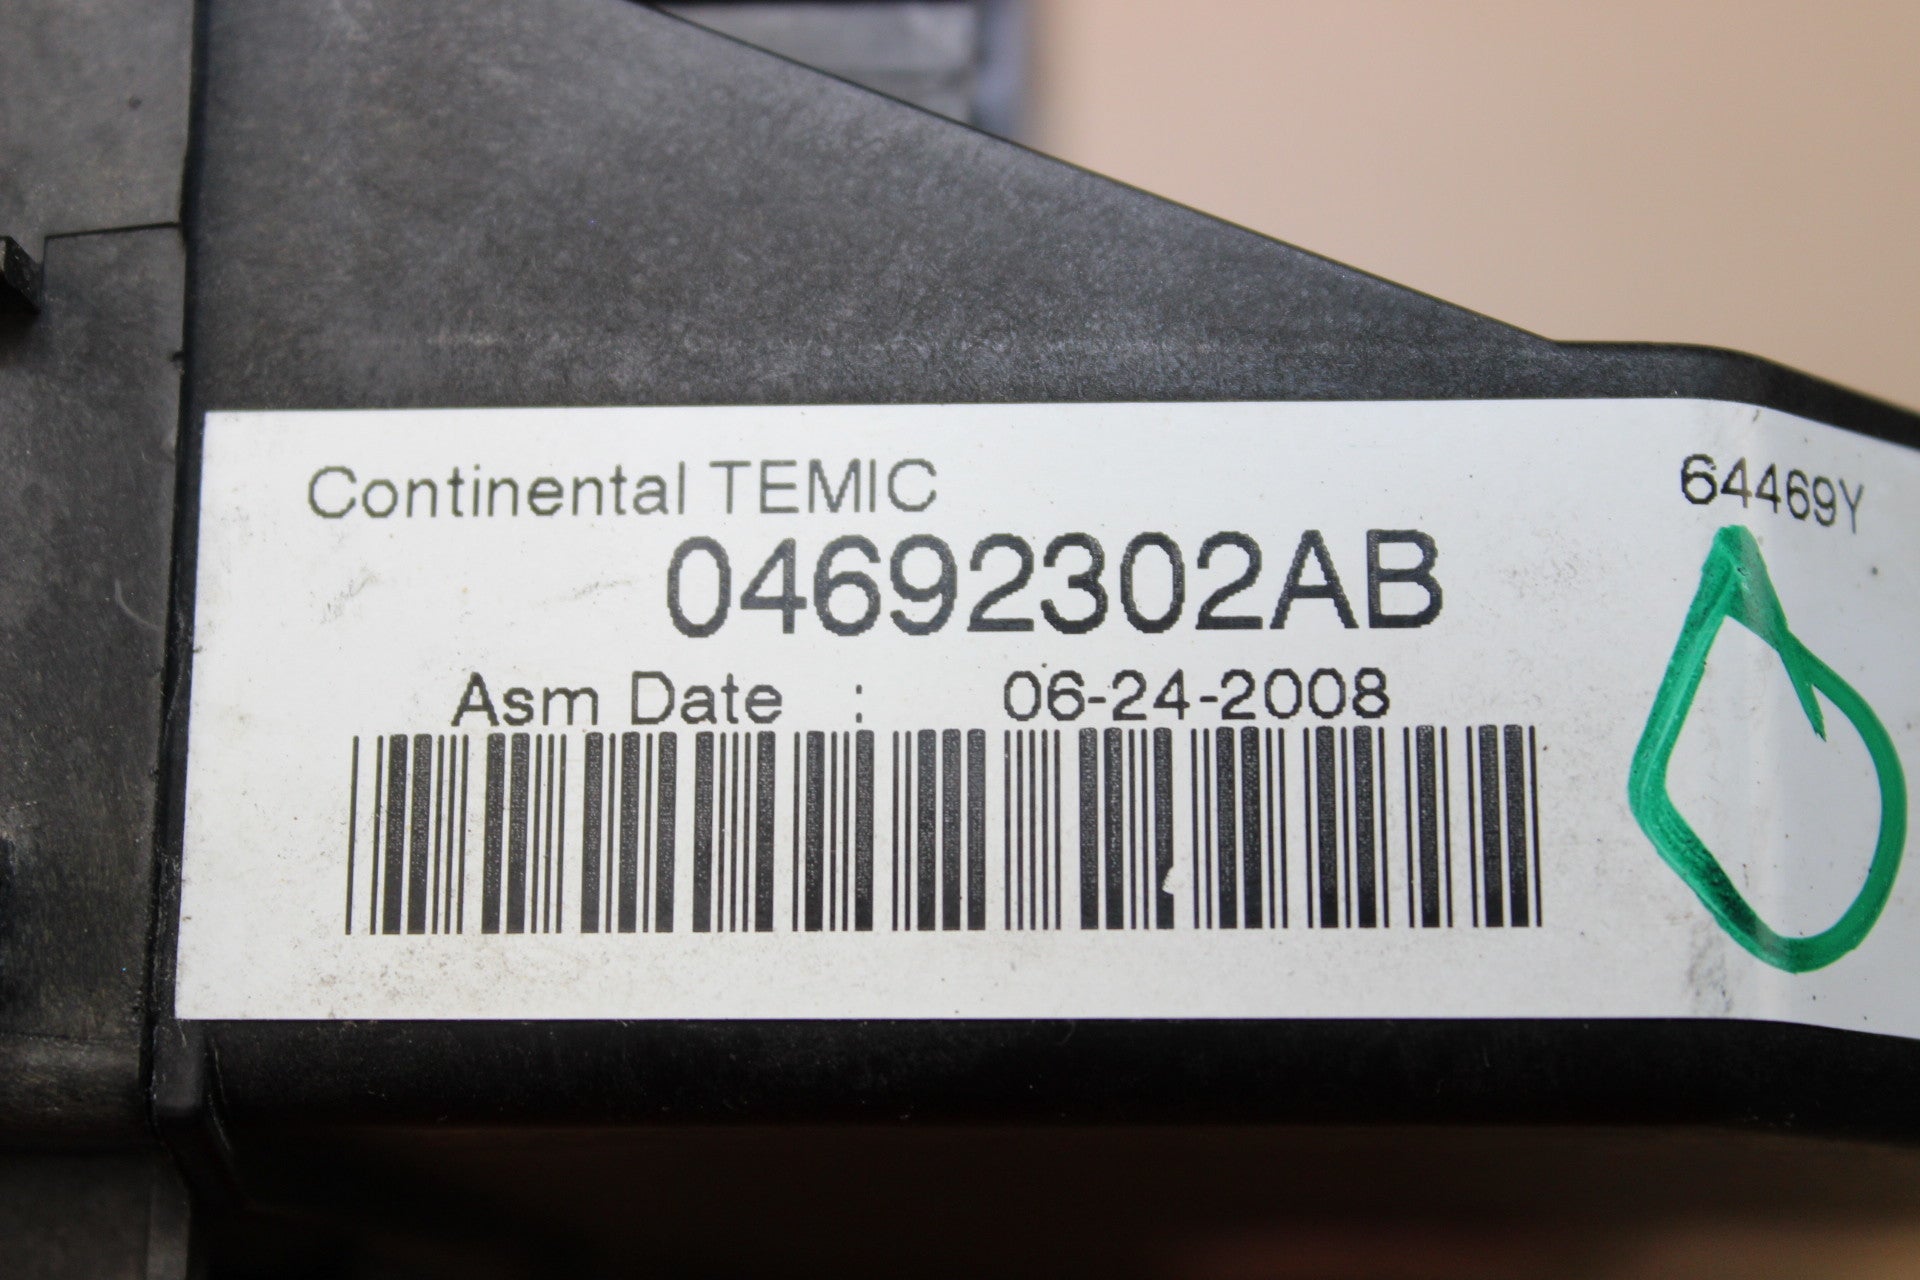 Continental TEMIC
64469Y
04692302AB
Asm Date : 06-24-2008